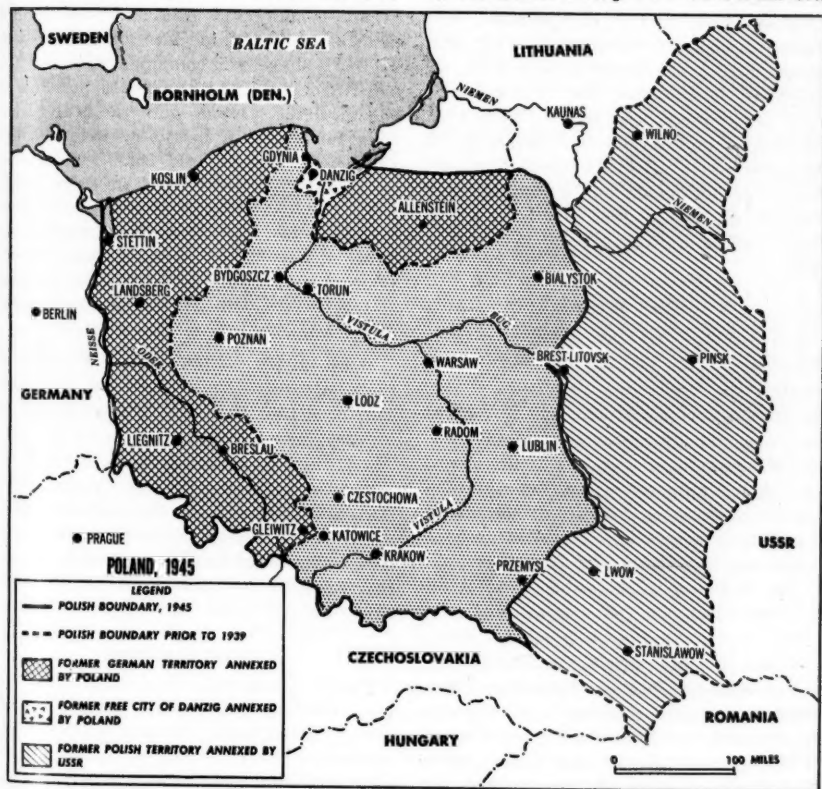 SWEDEN
BALTIC SEA
LITHUANIA
BORNHOLM (DEN.)
NIEMEN
KAUNAS
WILNO
GDYNIA
DANZIG
KOSLIN
ALLENSTEIN
NIEMEN
STETTIN
BYDGOSZCZ
TORUN
BIALYSTOK
LANDSBERG
BERLIN
POZNAN
VISTULA
BUG
NEISSE
ODER
WARSAW
BREST-LITOVSK
PINSK
GERMANY
LODZ
LIEGNITZ
BRESLAU
RADOM
LUBLIN
CZESTOCHOWA
GLEIWITZ
KATOWICE
VISTULA
PRAGUE
KRAKOW
USSR
PRZEMYSL
LWOW
STANISLAWOW
CZECHOSLOVAKIA
HUNGARY
ROMANIA
POLAND, 1945
LEGEND
POLISH BOUNDARY, 1945
POLISH BOUNDARY PRIOR TO 1939
FORMER GERMAN TERRITORY ANNEXED
BY POLAND
FORMER FREE CITY OF DANZIG ANNEXED
BY POLAND
FORMER POLISH TERRITORY ANNEXED BY
USSR
0 100 MILES